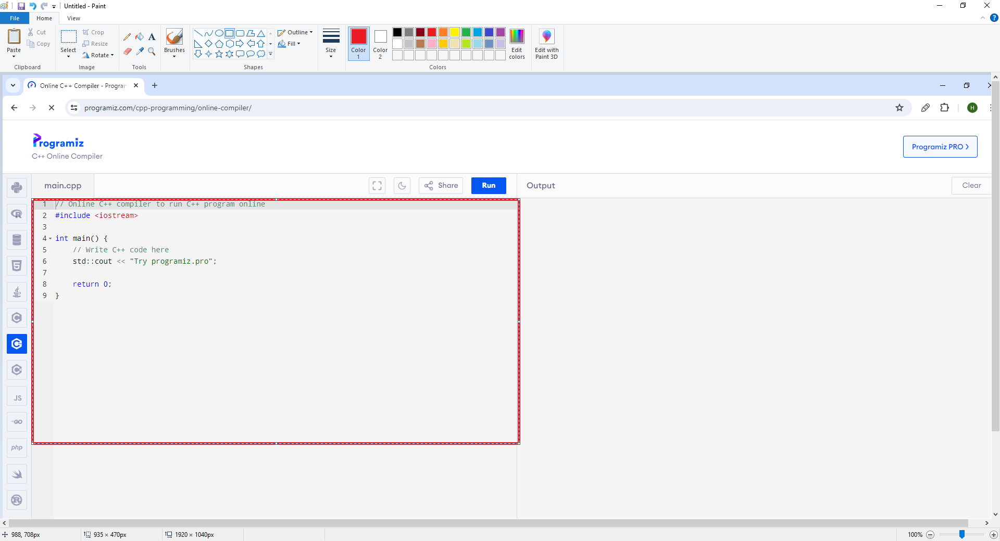 Untitled - Paint
File Home View
Paste
Cut
Copy
Clipboard
Select
Crop
Resize
Rotate
Image
A
Tools
Brushes
Outline
Fill
Shapes
Size
Color 1
Color 2
Edit colors
Colors
Edit with Paint 3D
Online C++ Compiler - Program
programiz.com/cpp-programming/online-compiler/
H
Programiz
C++ Online Compiler
Programiz PRO >
main.cpp
Share
Run
Output
Clear
1 // Online C++ compiler to run C++ program online
2 #include <iostream>
3
4 int main() {
5 // Write C++ code here
6 std::cout << "Try programiz.pro";
7
8 return 0;
9 }
R
5
C
C
C
JS
GO
php
R
988, 708px
935 × 470px
1920 × 1040px
100%